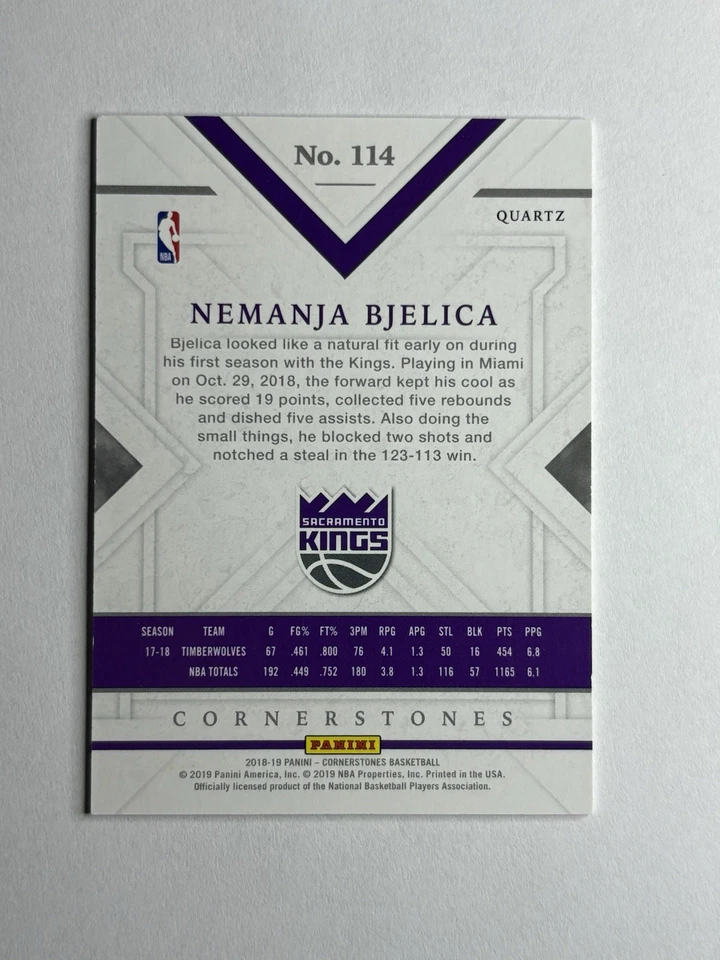 No. 114
QUARTZ
NBA
NEMANJA BJELICA
Bjelica looked like a natural fit early on during
his first season with the Kings. Playing in Miami
on Oct. 29, 2018, the forward kept his cool as
he scored 19 points, collected five rebounds
and dished five assists. Also doing the
small things, he blocked two shots and
notched a steal in the 123-113 win.
SACRAMENTO
KINGS
SEASON TEAM G FG% FT% 3PM RPG APG STL BLK PTS PPG
17-18 TIMBERWOLVES 67 .461 .800 76 4.1 1.3 50 16 454 6.8
NBA TOTALS 192 .449 .752 180 3.8 1.3 116 57 1165 6.1
CORNERSTONES
PANINI
2018-19 PANINI – CORNERSTONES BASKETBALL
© 2019 Panini America, Inc. © 2019 NBA Properties, Inc. Printed in the USA.
Officially licensed product of the National Basketball Players Association.